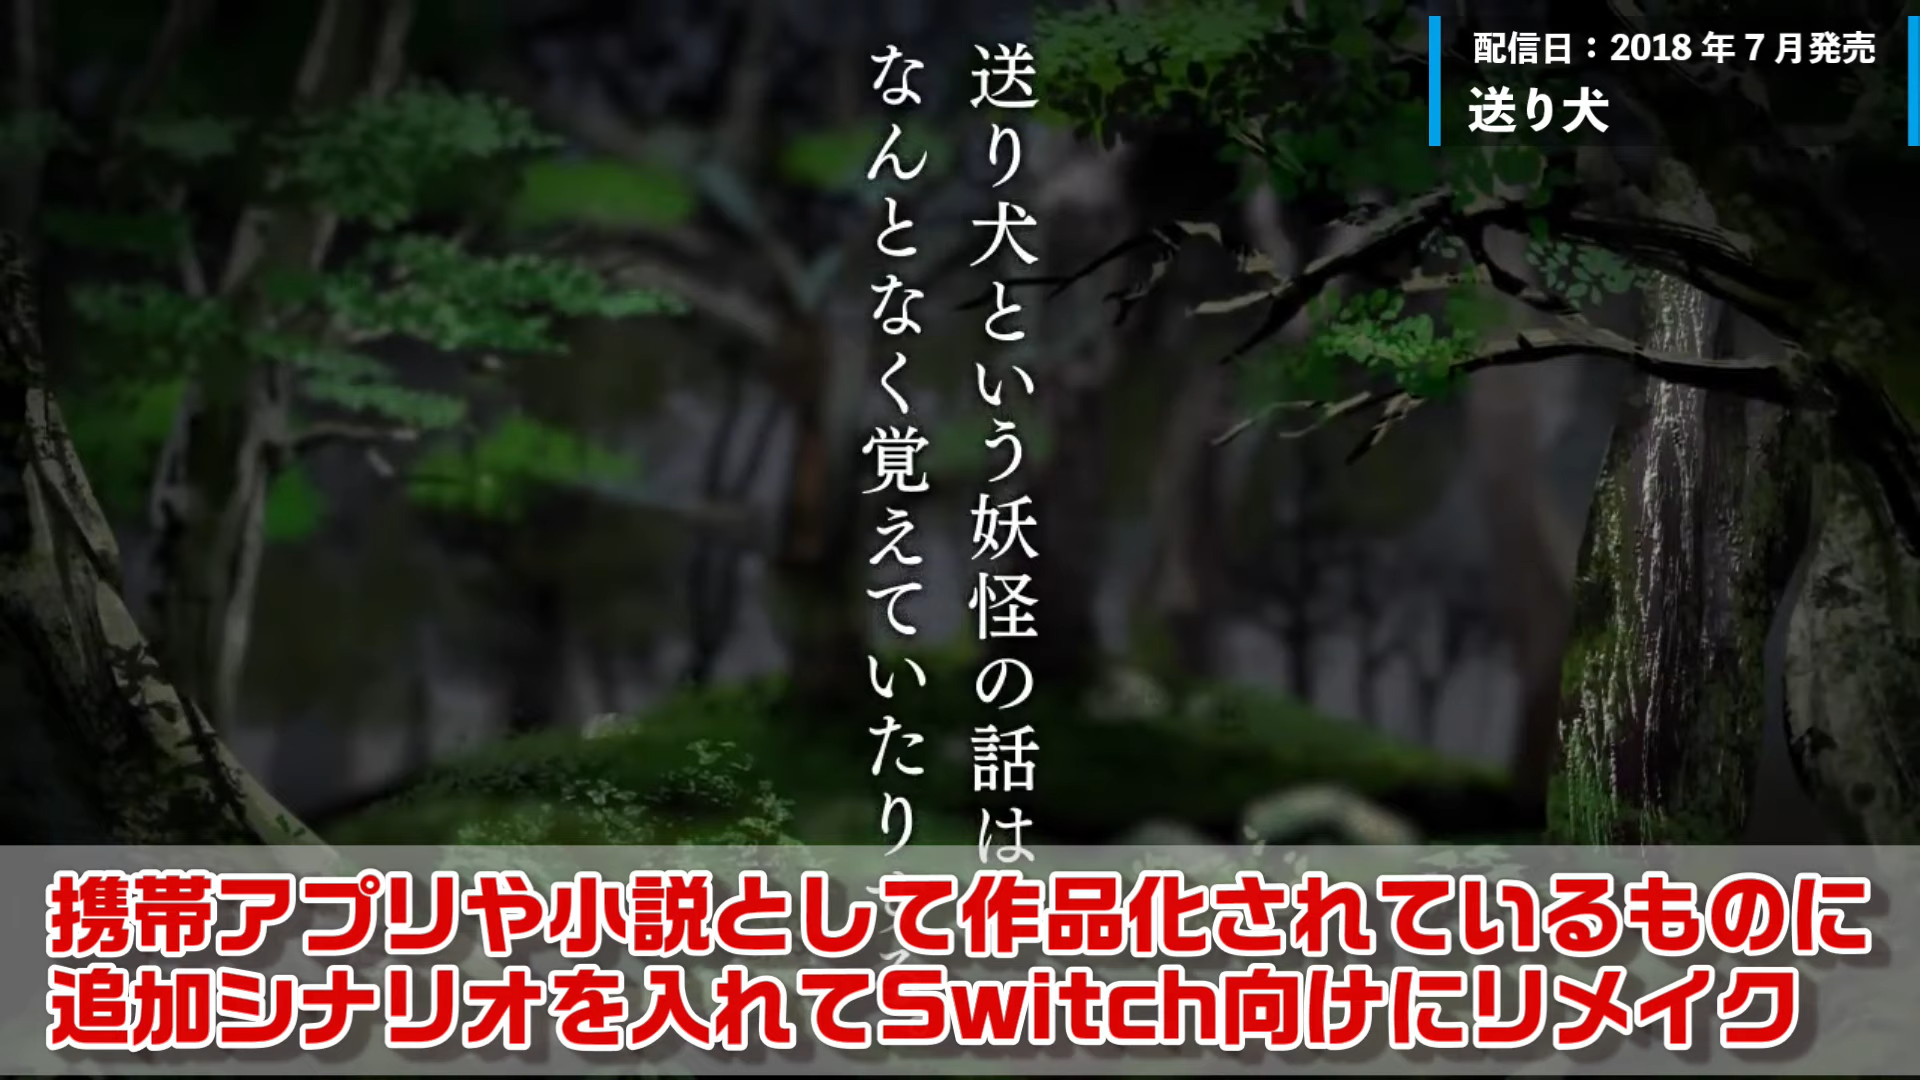 配信日：2018年7月発売
送り犬
送り犬という妖怪の話は
なんとなく覚えていたりする
携帯アプリや小説として作品化されているものに
追加シナリオを入れてSwitch向けにリメイク